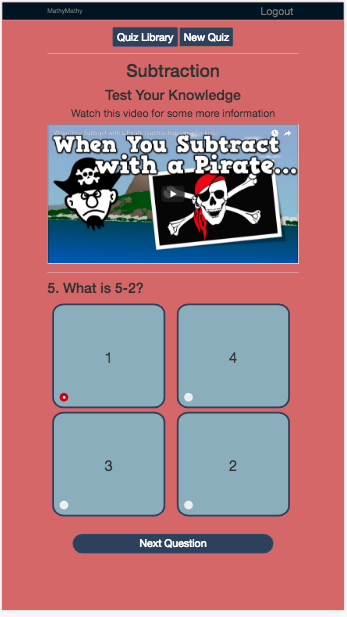 MathyMathy Logout
Quiz Library New Quiz
Subtraction
Test Your Knowledge
Watch this video for some more information
When You Subtract
with a Pirate...
5. What is 5-2?
1 4
3 2
Next Question